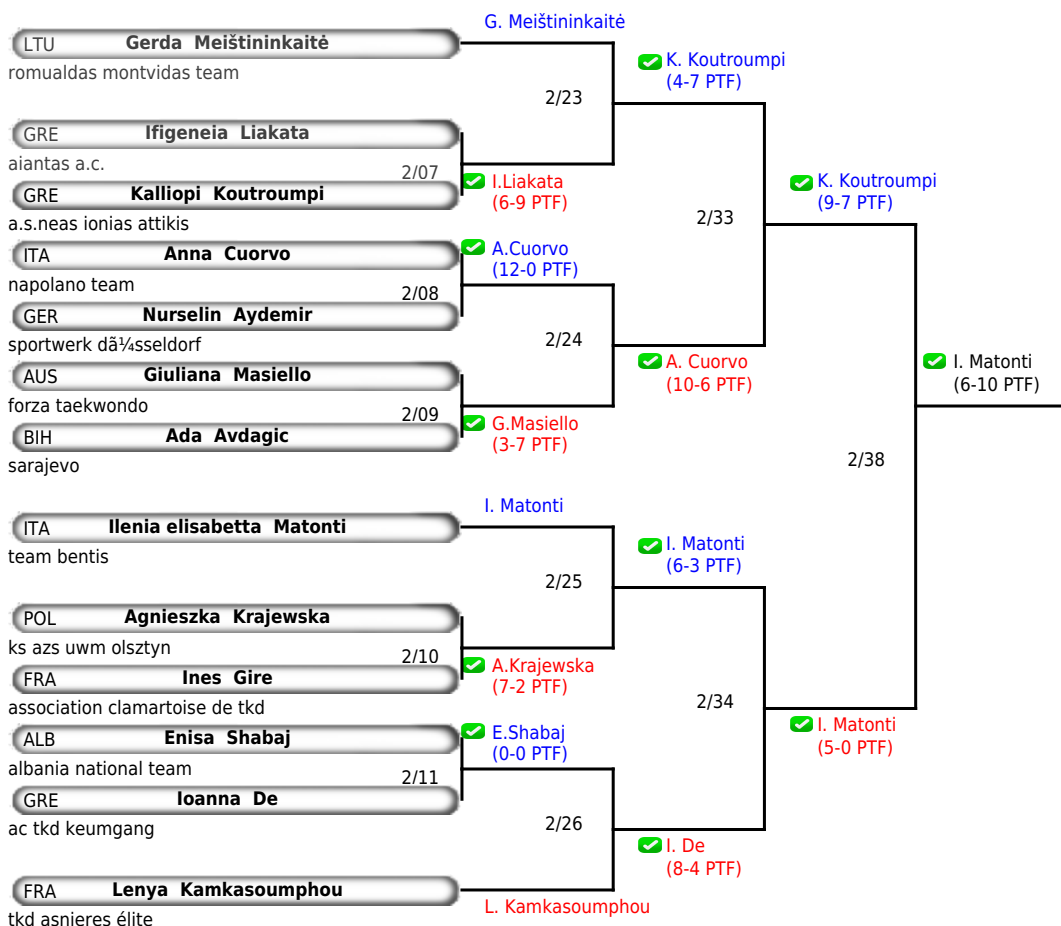 G. Meištininkaitė
LTU Gerda Meištininkaitė
romualdas montvidas team
K. Koutroumpi
(4-7 PTF)
2/23
GRE Ifigeneia Liakata
aiantas a.c.
2/07
I.Liakata
(6-9 PTF)
GRE Kalliopi Koutroumpi
a.s.neas ionias attikis
K. Koutroumpi
(9-7 PTF)
2/33
ITA Anna Cuorvo
napolano team
A.Cuorvo
(12-0 PTF)
2/08
GER Nurselin Aydemir
sportwerk dã¼sseldorf
2/24
A. Cuorvo
(10-6 PTF)
I. Matonti
(6-10 PTF)
AUS Giuliana Masiello
forza taekwondo
2/09
G.Masiello
(3-7 PTF)
BIH Ada Avdagic
sarajevo
2/38
I. Matonti
ITA Ilenia elisabetta Matonti
team bentis
I. Matonti
(6-3 PTF)
2/25
POL Agnieszka Krajewska
ks azs uwm olsztyn
2/10
A.Krajewska
(7-2 PTF)
FRA Ines Gire
association clamartoise de tkd
2/34
I. Matonti
(5-0 PTF)
ALB Enisa Shabaj
albania national team
E.Shabaj
(0-0 PTF)
2/11
GRE Ioanna De
ac tkd keumgang
2/26
I. De
(8-4 PTF)
FRA Lenya Kamkasoumphou
tkd asnieres élite
L. Kamkasoumphou